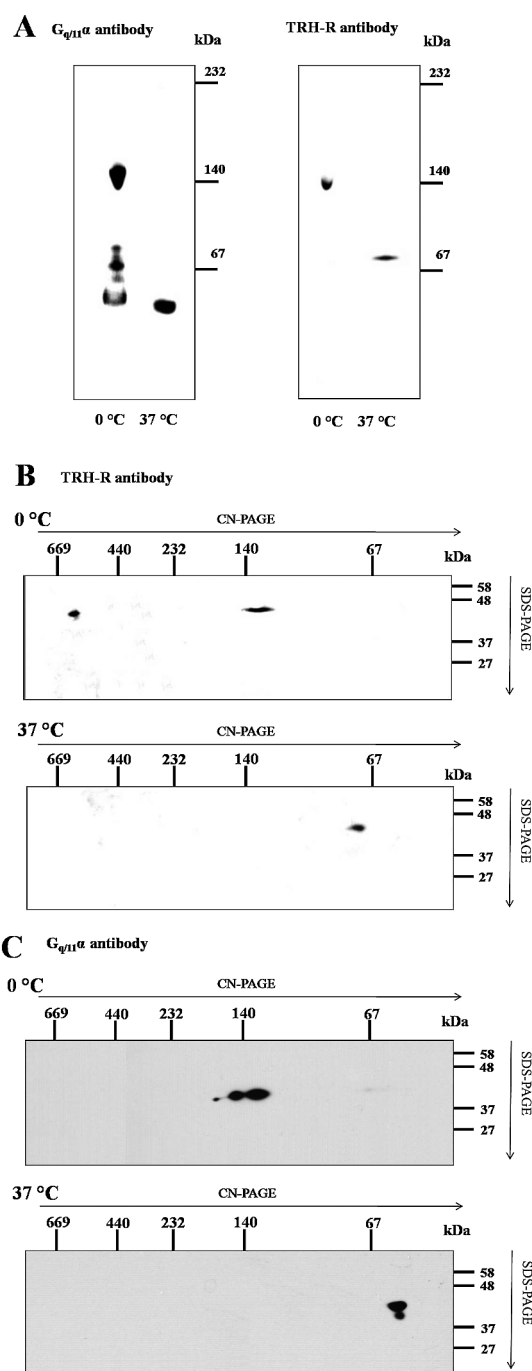 A
G q/11 α antibody
kDa
TRH-R antibody
kDa
232
140
67
232
140
67
0 °C 37 °C
0 °C 37 °C
B TRH-R antibody
0 °C
CN-PAGE
669 440 232 140 67
kDa
58
48
37
27
SDS-PAGE
37 °C
CN-PAGE
669 440 232 140 67
kDa
58
48
37
27
SDS-PAGE
C G q/11 α antibody
0 °C
CN-PAGE
669 440 232 140 67
kDa
58
48
37
27
SDS-PAGE
37 °C
CN-PAGE
669 440 232 140 67
kDa
58
48
37
27
SDS-PAGE